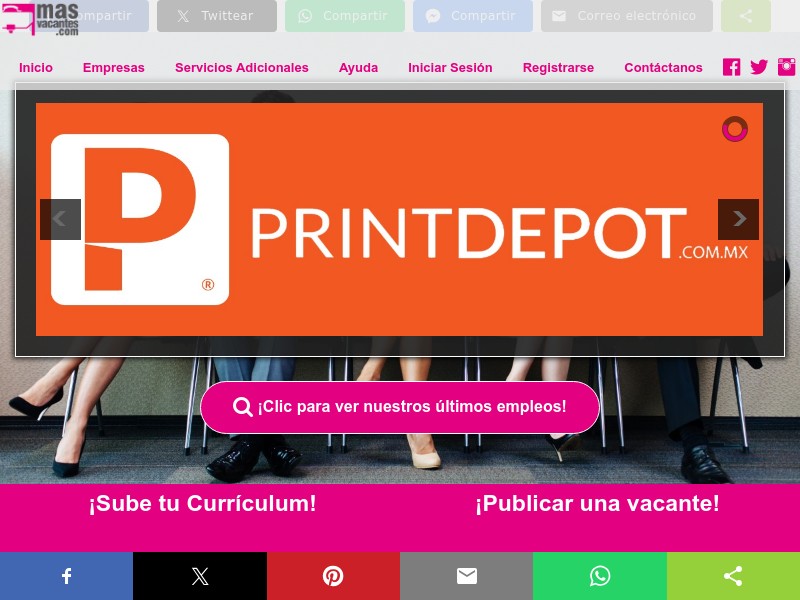 mas
vacantes
.com
partir
Twittear
Compartir
Compartir
Correo electrónico
Inicio
Empresas
Servicios Adicionales
Ayuda
Iniciar Sesión
Registrarse
Contáctanos
P
®
PRINTDEPOT.COM.MX
¡Clic para ver nuestros últimos empleos!
¡Sube tu Currículum!
¡Publicar una vacante!